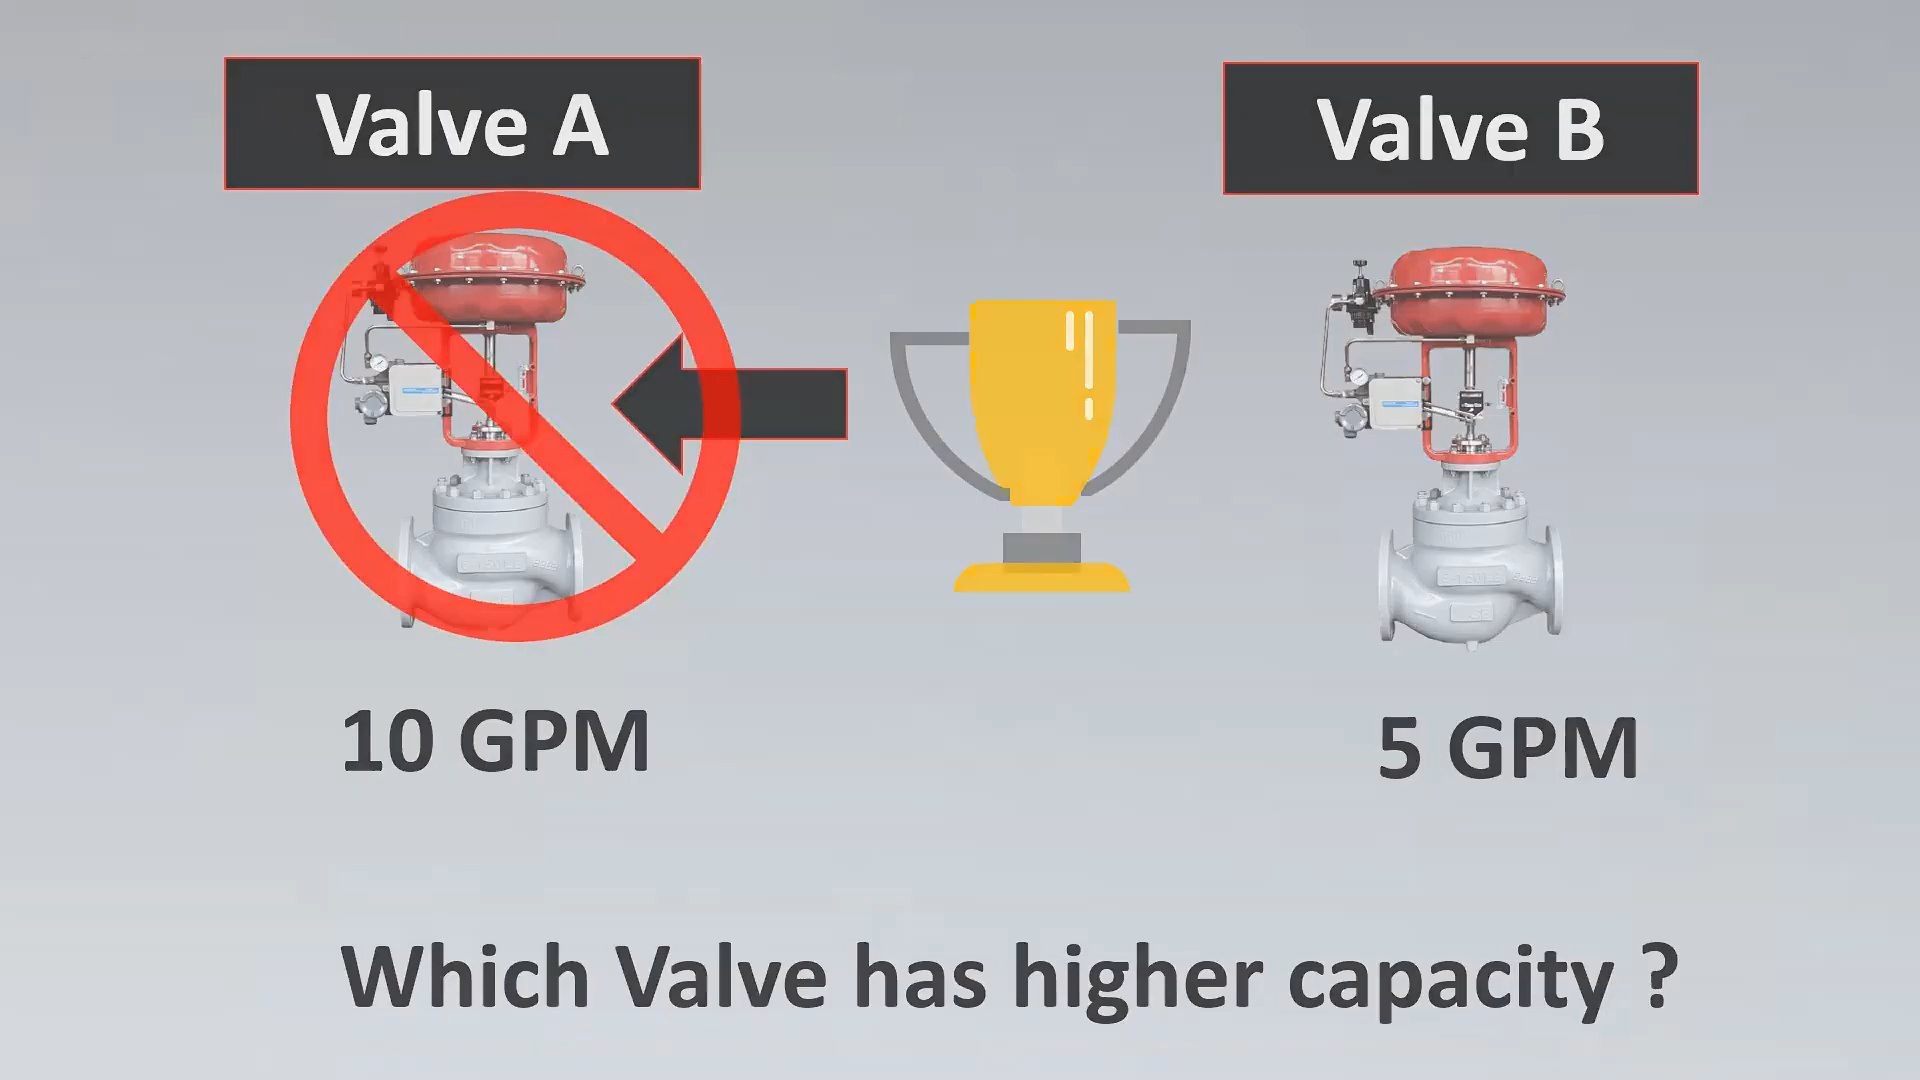 Valve A
Valve B
10 GPM
5 GPM
Which Valve has higher capacity ?